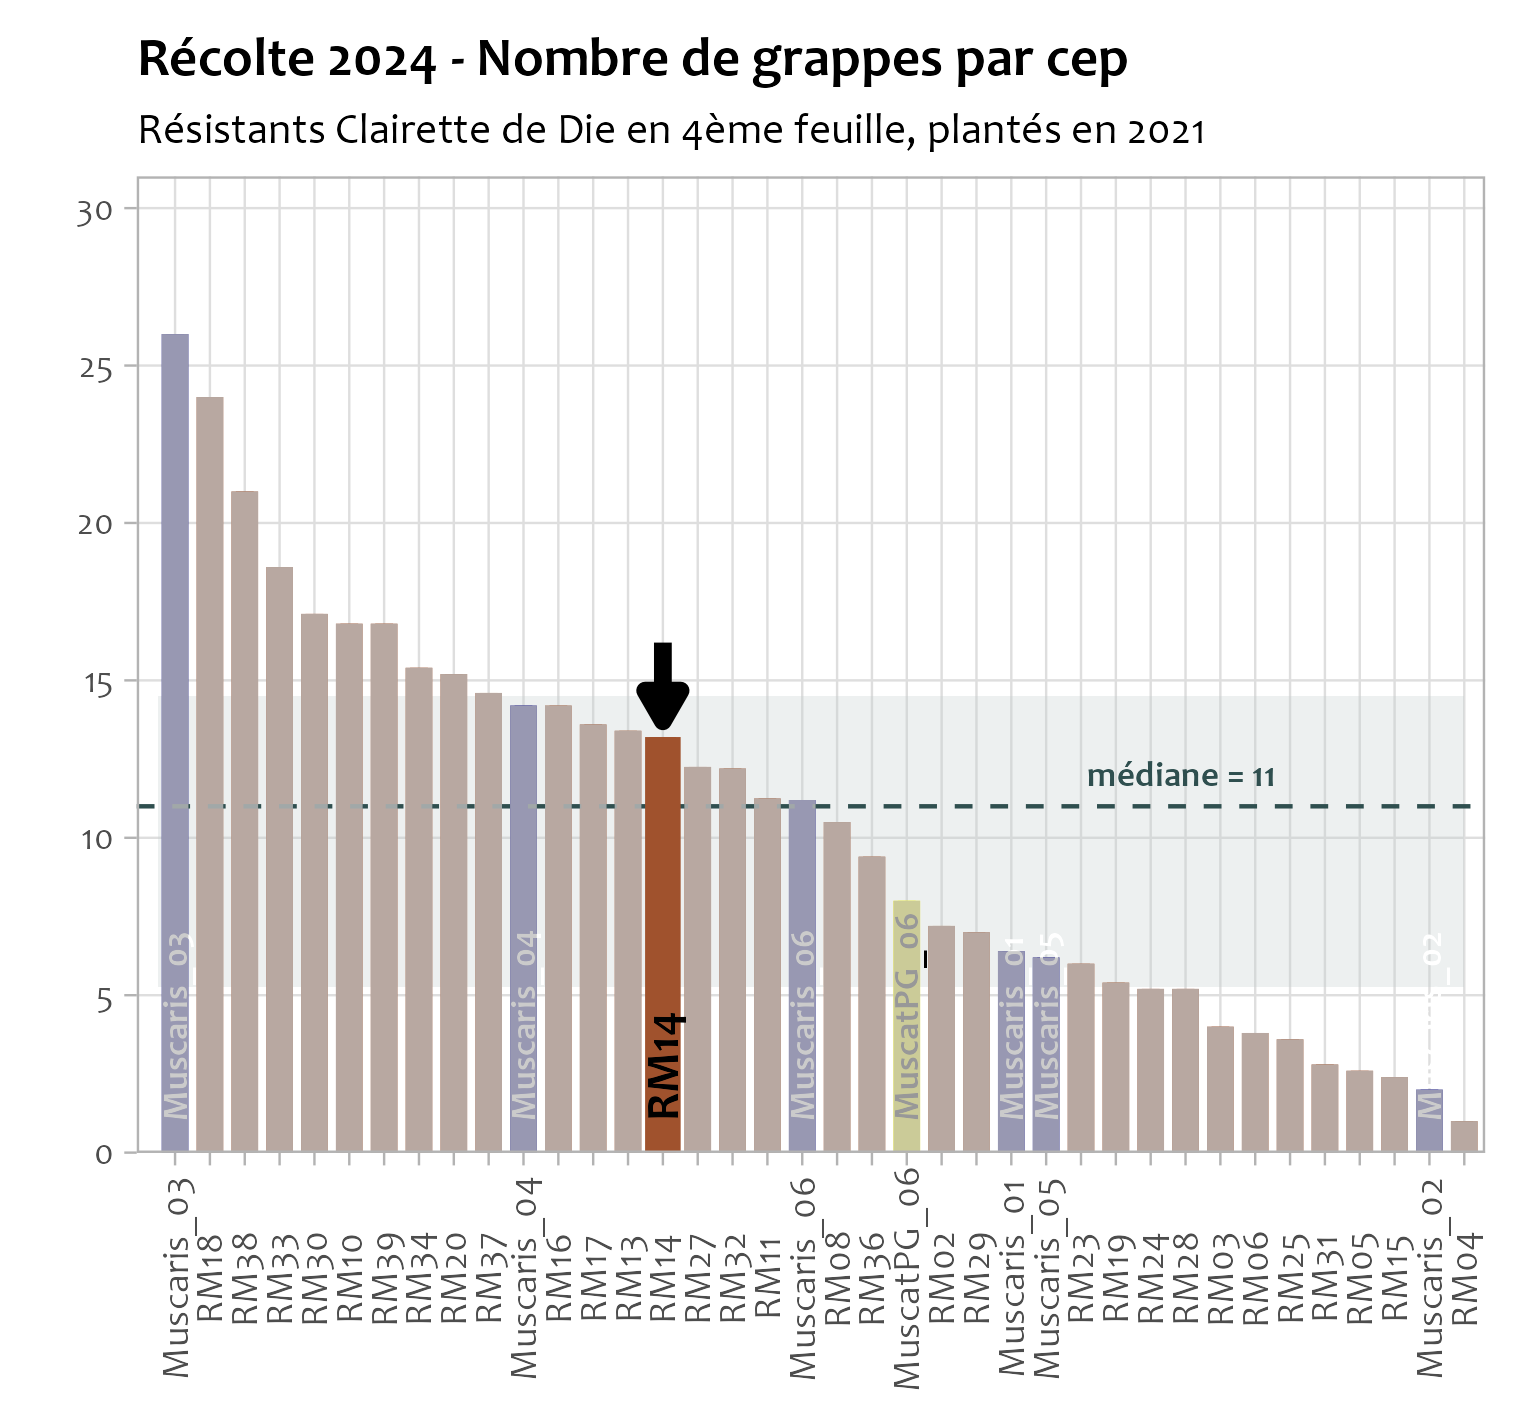 Récolte 2024 - Nombre de grappes par cep
Résistants Clairette de Die en 4ème feuille, plantés en 2021
30
25
20
15
10
5
0
médiane = 11
Muscaris_03
Muscaris_04
RM14
Muscaris_06
MuscatPG_06
Muscaris_01
Muscaris_05
Muscaris_02
Muscaris_03
RM18
RM38
RM33
RM30
RM10
RM39
RM34
RM20
RM37
Muscaris_04
RM16
RM17
RM13
RM14
RM27
RM32
RM11
Muscaris_06
RM08
RM36
MuscatPG_06
RM02
RM29
Muscaris_01
Muscaris_05
RM23
RM19
RM24
RM28
RM03
RM06
RM25
RM31
RM05
RM15
Muscaris_02
RM04